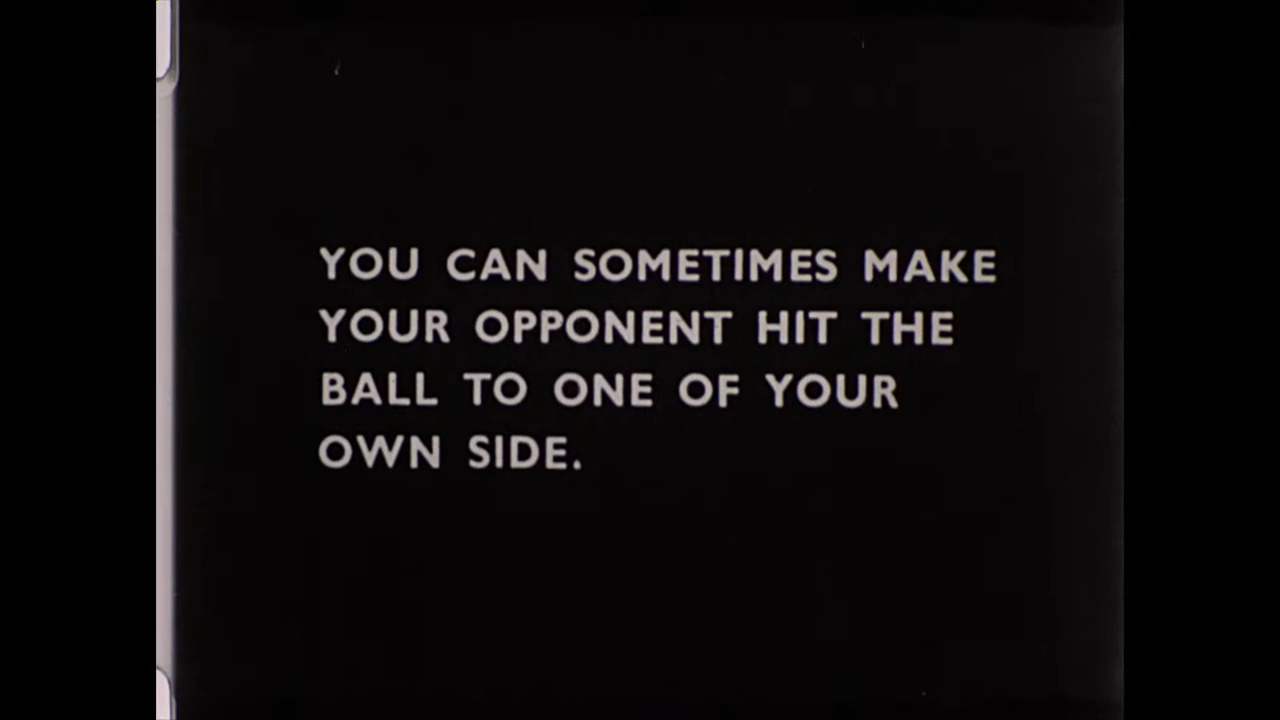 YOU CAN SOMETIMES MAKE
YOUR OPPONENT HIT THE
BALL TO ONE OF YOUR
OWN SIDE.